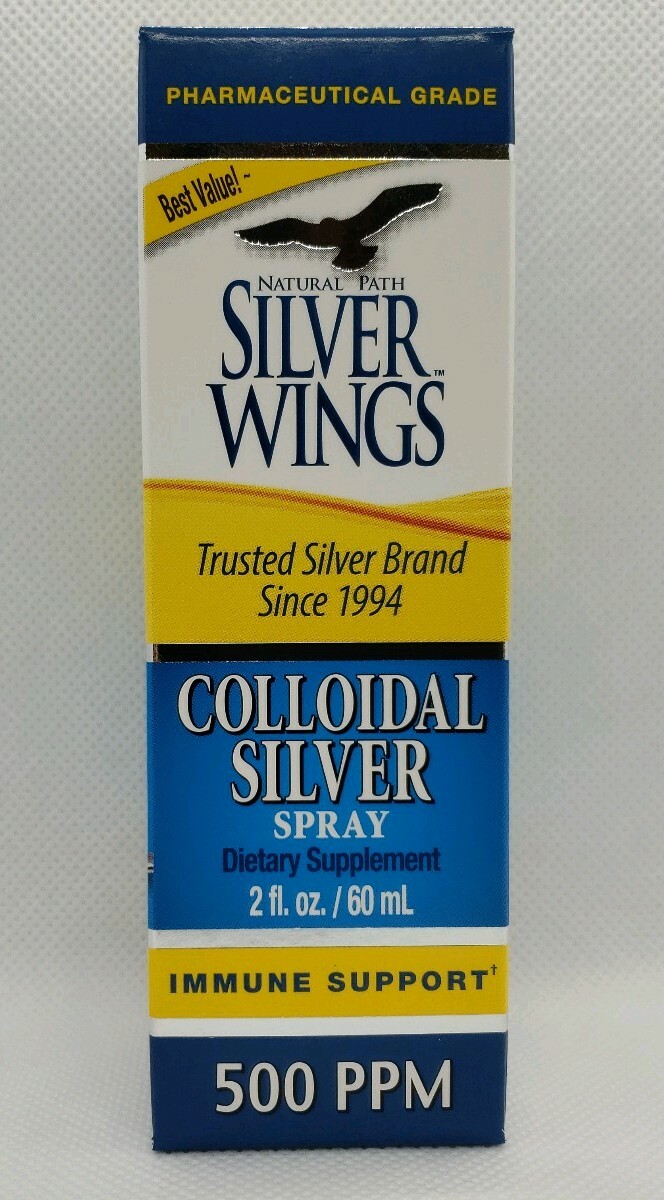 PHARMACEUTICAL GRADE
Best Value!~
NATURAL PATH
SILVER™
WINGS
Trusted Silver Brand
Since 1994
COLLOIDAL
SILVER
SPRAY
Dietary Supplement
2 fl. oz. / 60 mL
IMMUNE SUPPORT†
500 PPM